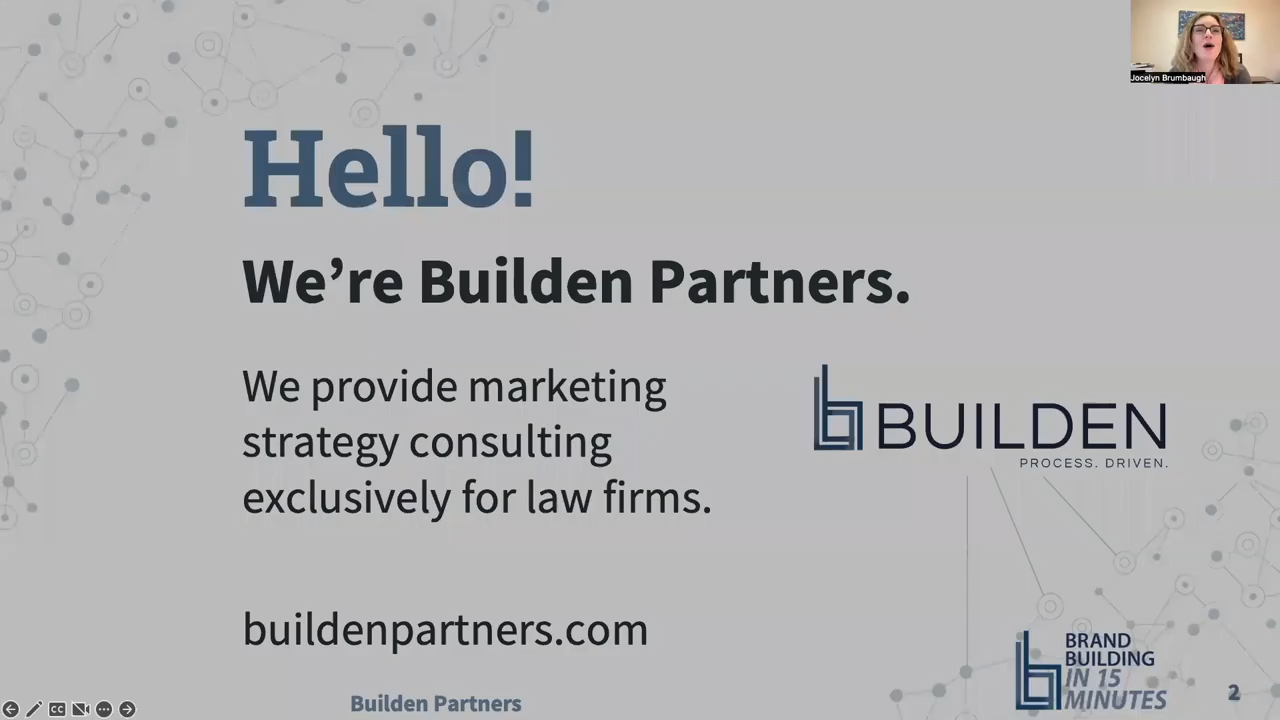 Jocelyn Brumbaugh
Hello!
We’re Builden Partners.
We provide marketing
strategy consulting
exclusively for law firms.
BUILDEN
PROCESS. DRIVEN.
buildenpartners.com
BRAND
BUILDING
IN 15
MINUTES
Builden Partners
2
CC